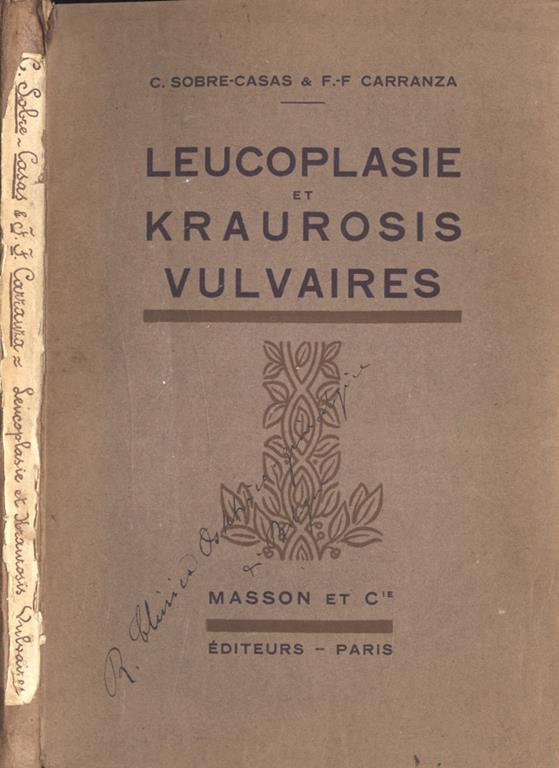 C. SOBRE-CASAS & F.-F CARRANZA
LEUCOPLASIE
ET
KRAUROSIS
VULVAIRES
R. Clinica
MASSON ET Cᴵᴱ
ÉDITEURS – PARIS
C. Sobre-Casas & F. F. Carranza = Leucoplasie et Kraurosis Vulvaires